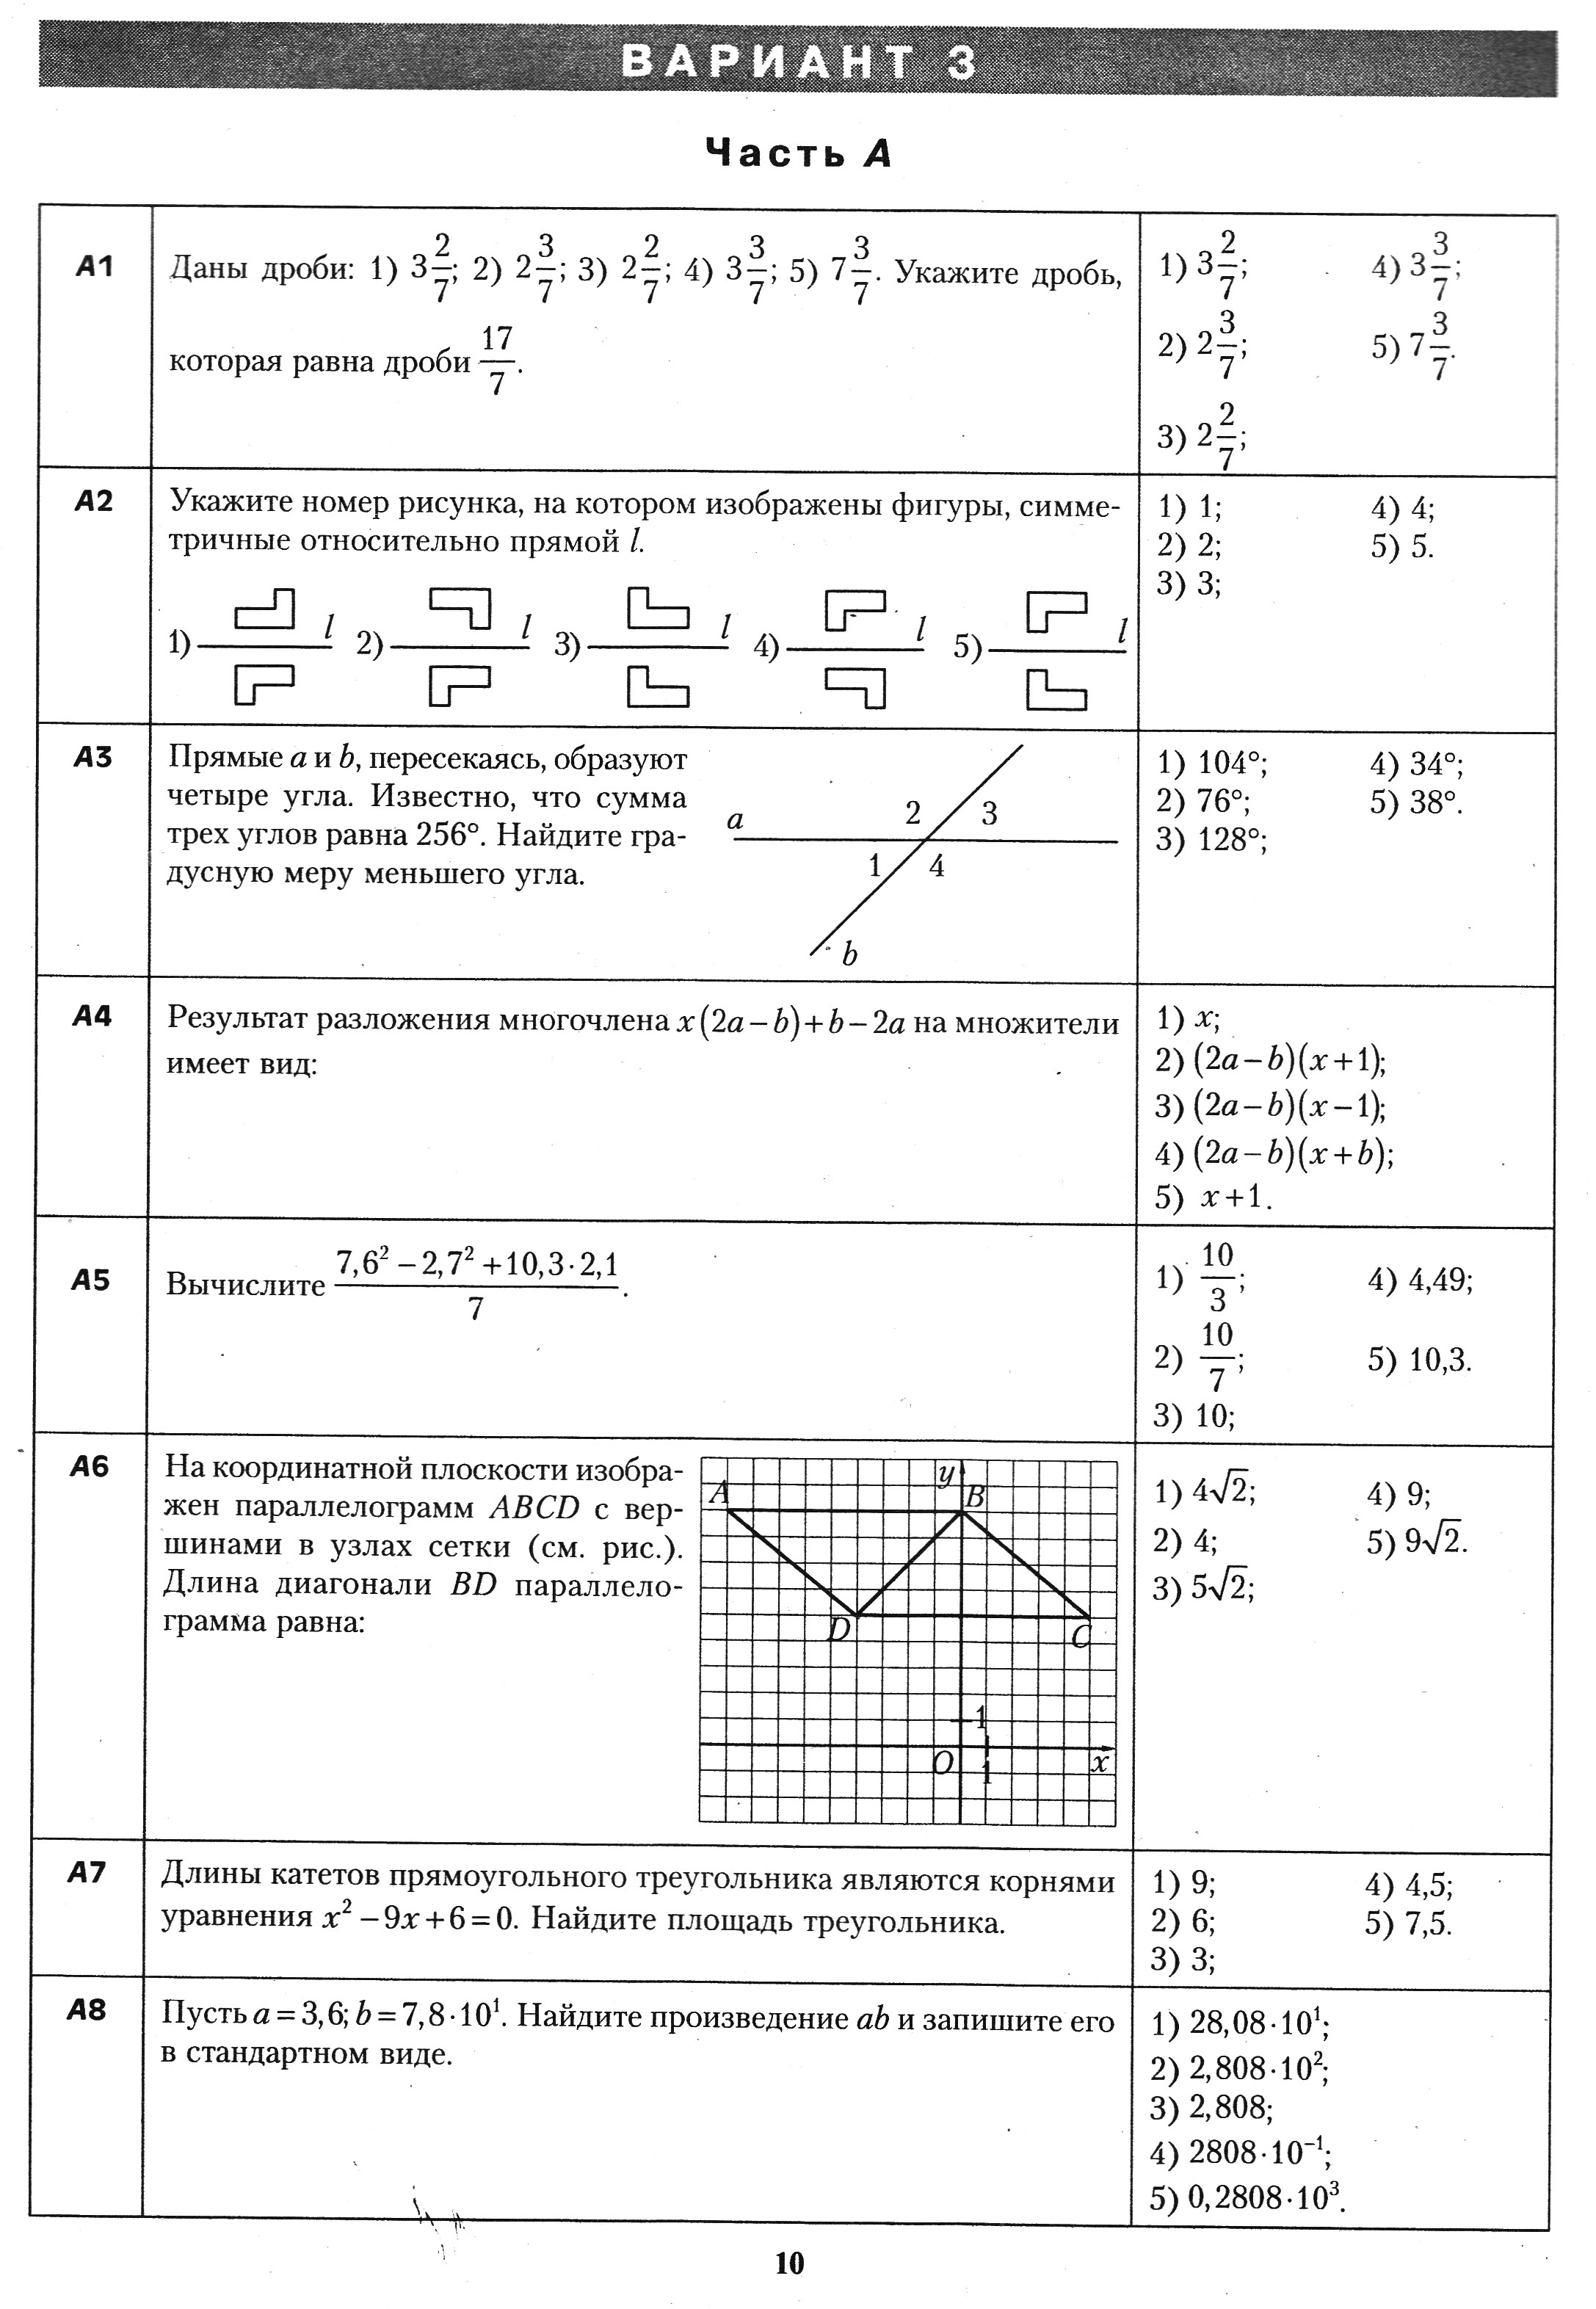 ВАРИАНТ 3
Часть А
А1
Даны дроби: 1) 3 2/7; 2) 2 3/7; 3) 2 2/7; 4) 3 3/7; 5) 7 3/7. Укажите дробь,
которая равна дроби 17/7.
1) 3 2/7; 4) 3 3/7;
2) 2 3/7; 5) 7 3/7.
3) 2 2/7;
А2
Укажите номер рисунка, на котором изображены фигуры, симме-
тричные относительно прямой l.
1) l 2) l 3) l 4) l 5) l
1) 1; 4) 4;
2) 2; 5) 5.
3) 3;
А3
Прямые a и b, пересекаясь, образуют
четыре угла. Известно, что сумма
трех углов равна 256°. Найдите гра-
дусную меру меньшего угла.
a 2 3
1 4
b
1) 104°; 4) 34°;
2) 76°; 5) 38°.
3) 128°;
А4
Результат разложения многочлена x(2a−b)+b−2a на множители
имеет вид:
1) x;
2) (2a−b)(x+1);
3) (2a−b)(x−1);
4) (2a−b)(x+b);
5) x+1.
А5
Вычислите (7,6² − 2,7² + 10,3·2,1)/7.
1) 10/3; 4) 4,49;
2) 10/7; 5) 10,3.
3) 10;
А6
На координатной плоскости изобра-
жен параллелограмм ABCD с вер-
шинами в узлах сетки (см. рис.).
Длина диагонали BD параллело-
грамма равна:
y
A B
D C
1
O 1 x
1) 4√2; 4) 9;
2) 4; 5) 9√2.
3) 5√2;
А7
Длины катетов прямоугольного треугольника являются корнями
уравнения x² − 9x + 6 = 0. Найдите площадь треугольника.
1) 9; 4) 4,5;
2) 6; 5) 7,5.
3) 3;
А8
Пусть a = 3,6; b = 7,8·10¹. Найдите произведение ab и запишите его
в стандартном виде.
1) 28,08·10¹;
2) 2,808·10²;
3) 2,808;
4) 2808·10⁻¹;
5) 0,2808·10³.
10